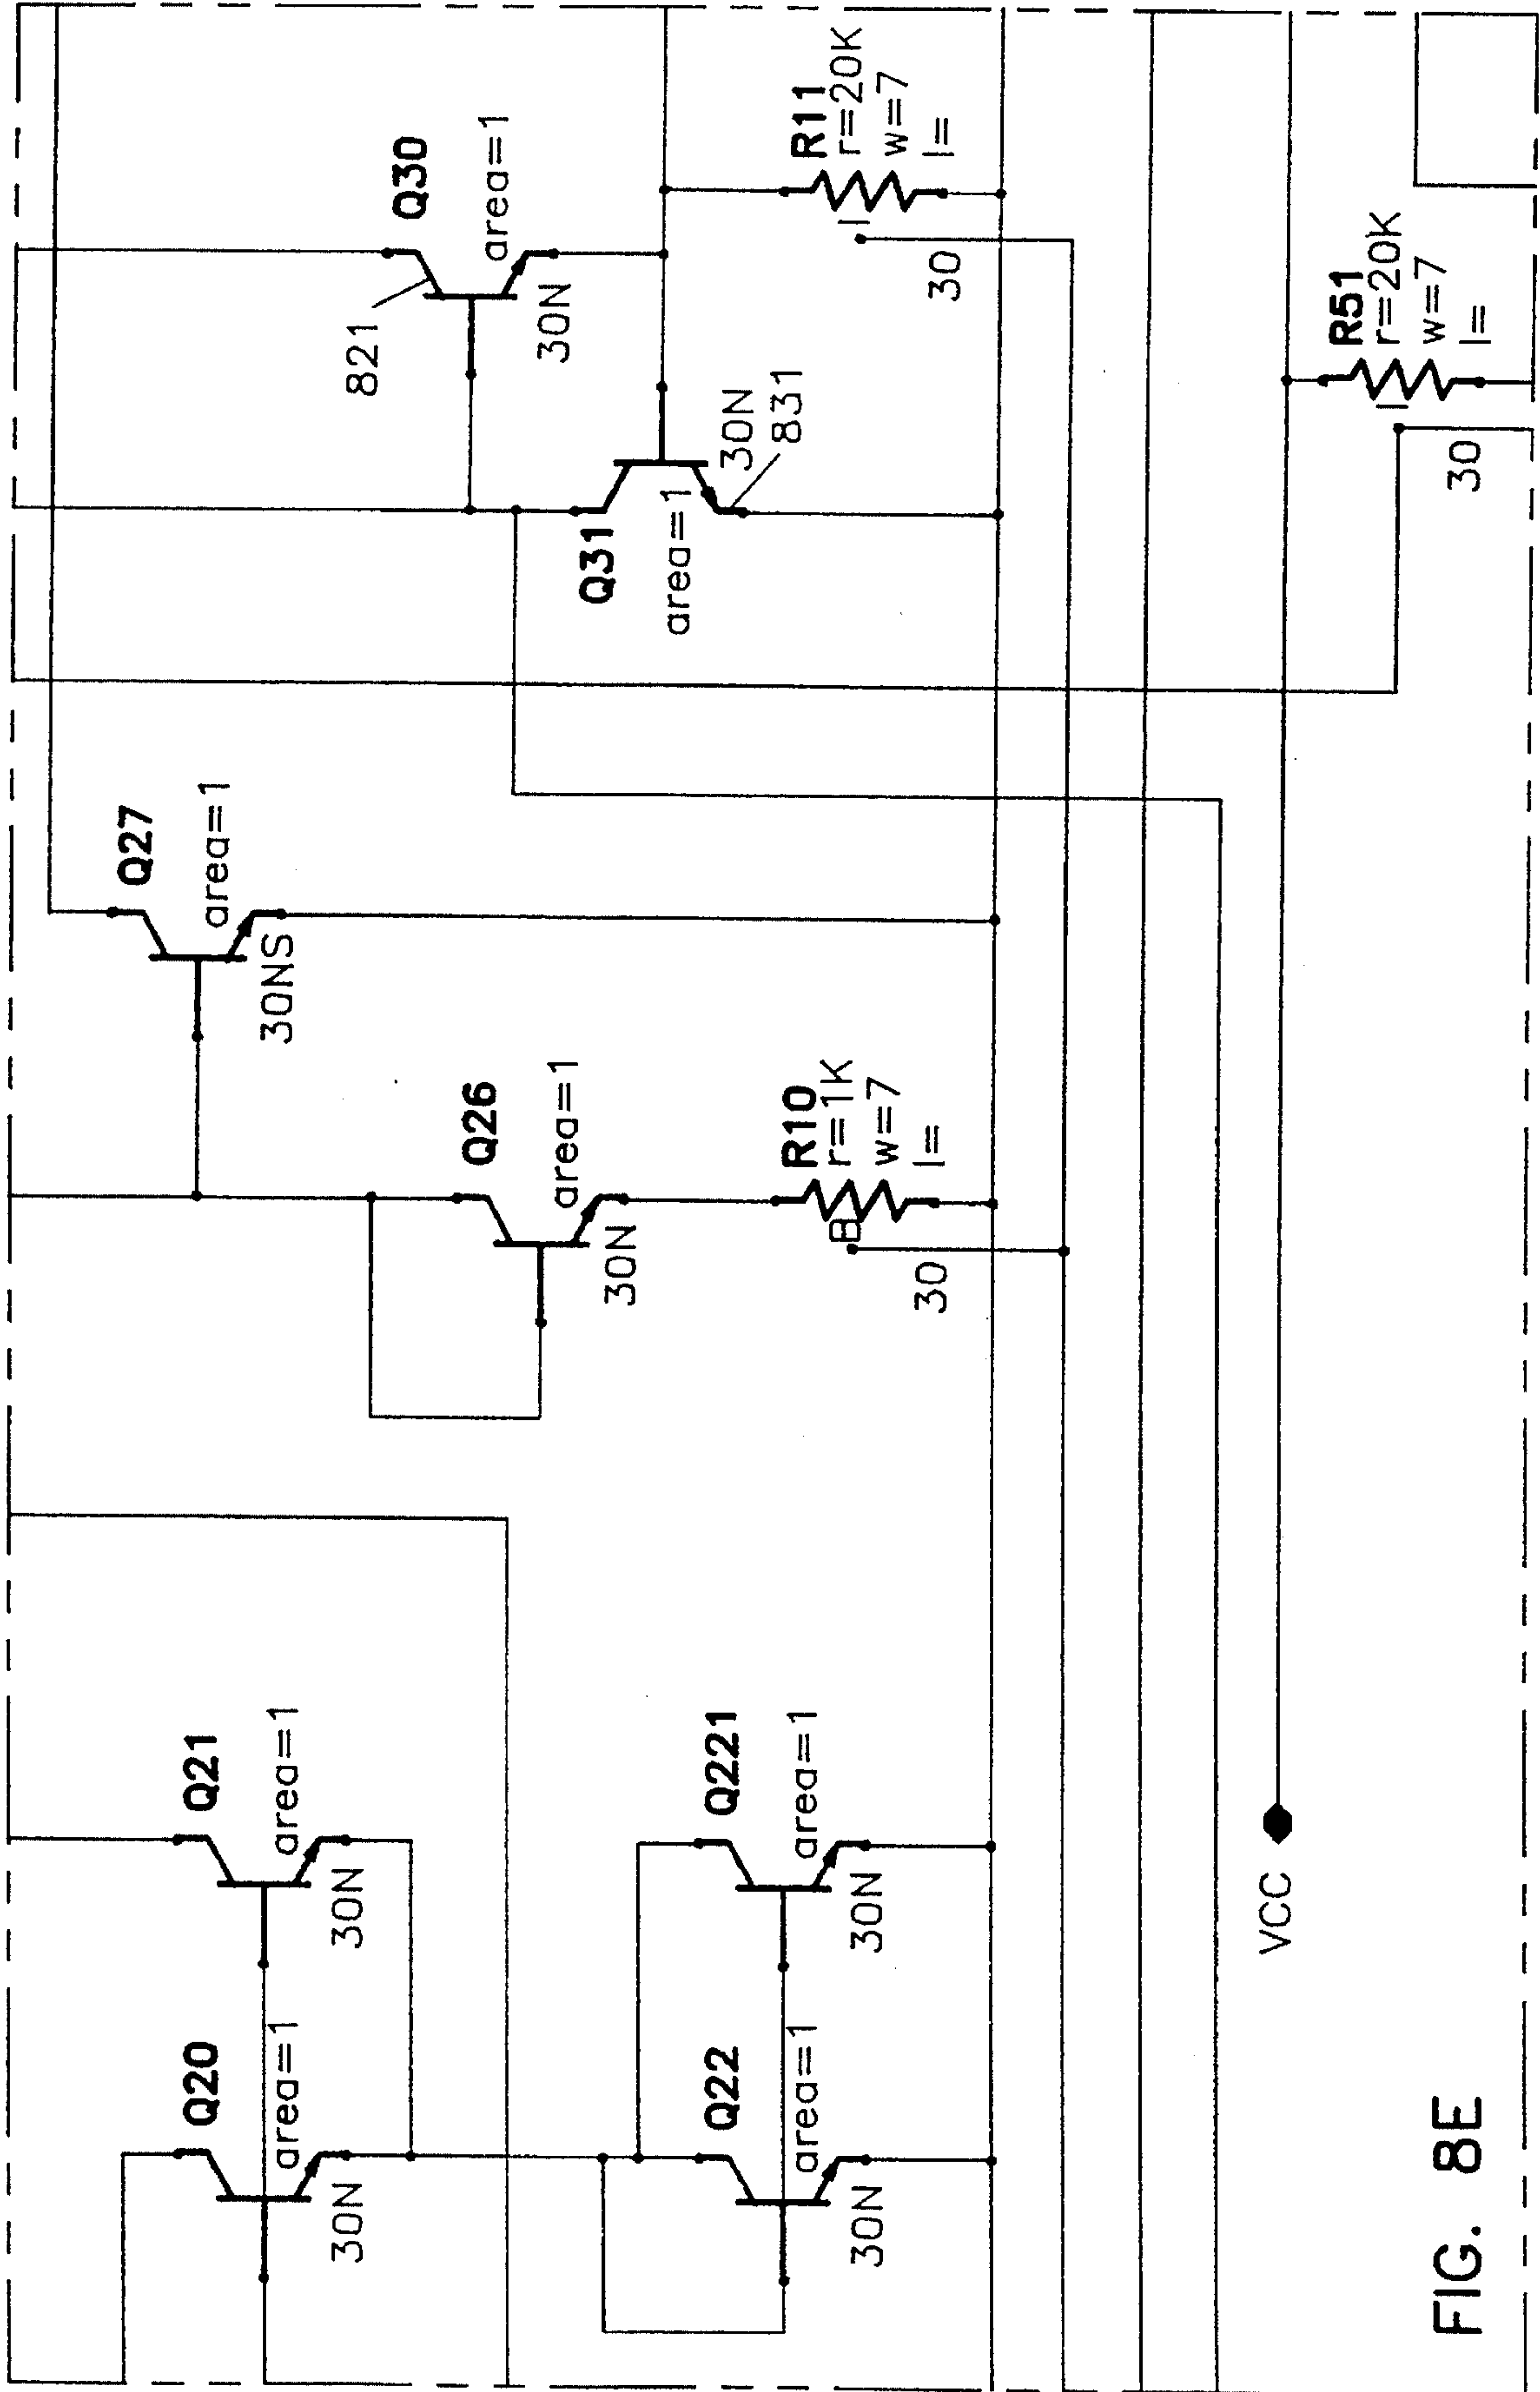 Q20
area=1
30N
Q21
area=1
30N
Q22
area=1
30N
Q221
area=1
30N
Q26
area=1
30N
R10
r=1K
w=7
l=
B
30
Q27
area=1
30NS
Q31
area=1
30N
831
Q30
area=1
821
30N
R11
r=20K
w=7
l=
I
30
R51
r=20K
w=7
l=
I
30
VCC
FIG. 8E